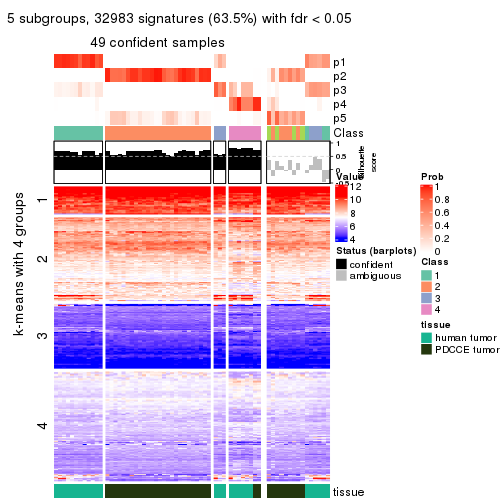 5 subgroups, 32983 signatures (63.5%) with fdr < 0.05
49 confident samples
p1
p2
p3
p4
p5
Class
1
0.5
0
-0.5
Silhouette
score
k-means with 4 groups
1
2
3
4
tissue
Value
12
10
8
6
4
Status (barplots)
confident
ambiguous
Prob
1
0.8
0.6
0.4
0.2
0
Class
1
2
3
4
tissue
human tumor
PDCCE tumor